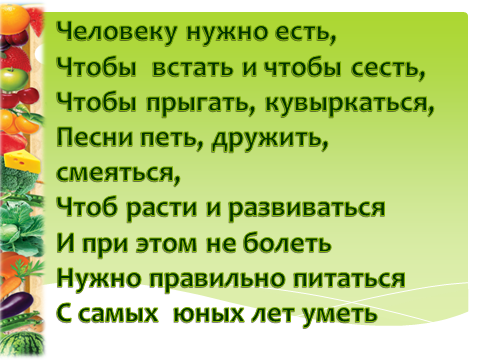 Человеку нужно есть,
Чтобы встать и чтобы сесть,
Чтобы прыгать, кувыркаться,
Песни петь, дружить,
смеяться,
Чтоб расти и развиваться
И при этом не болеть
Нужно правильно питаться
С самых юных лет уметь